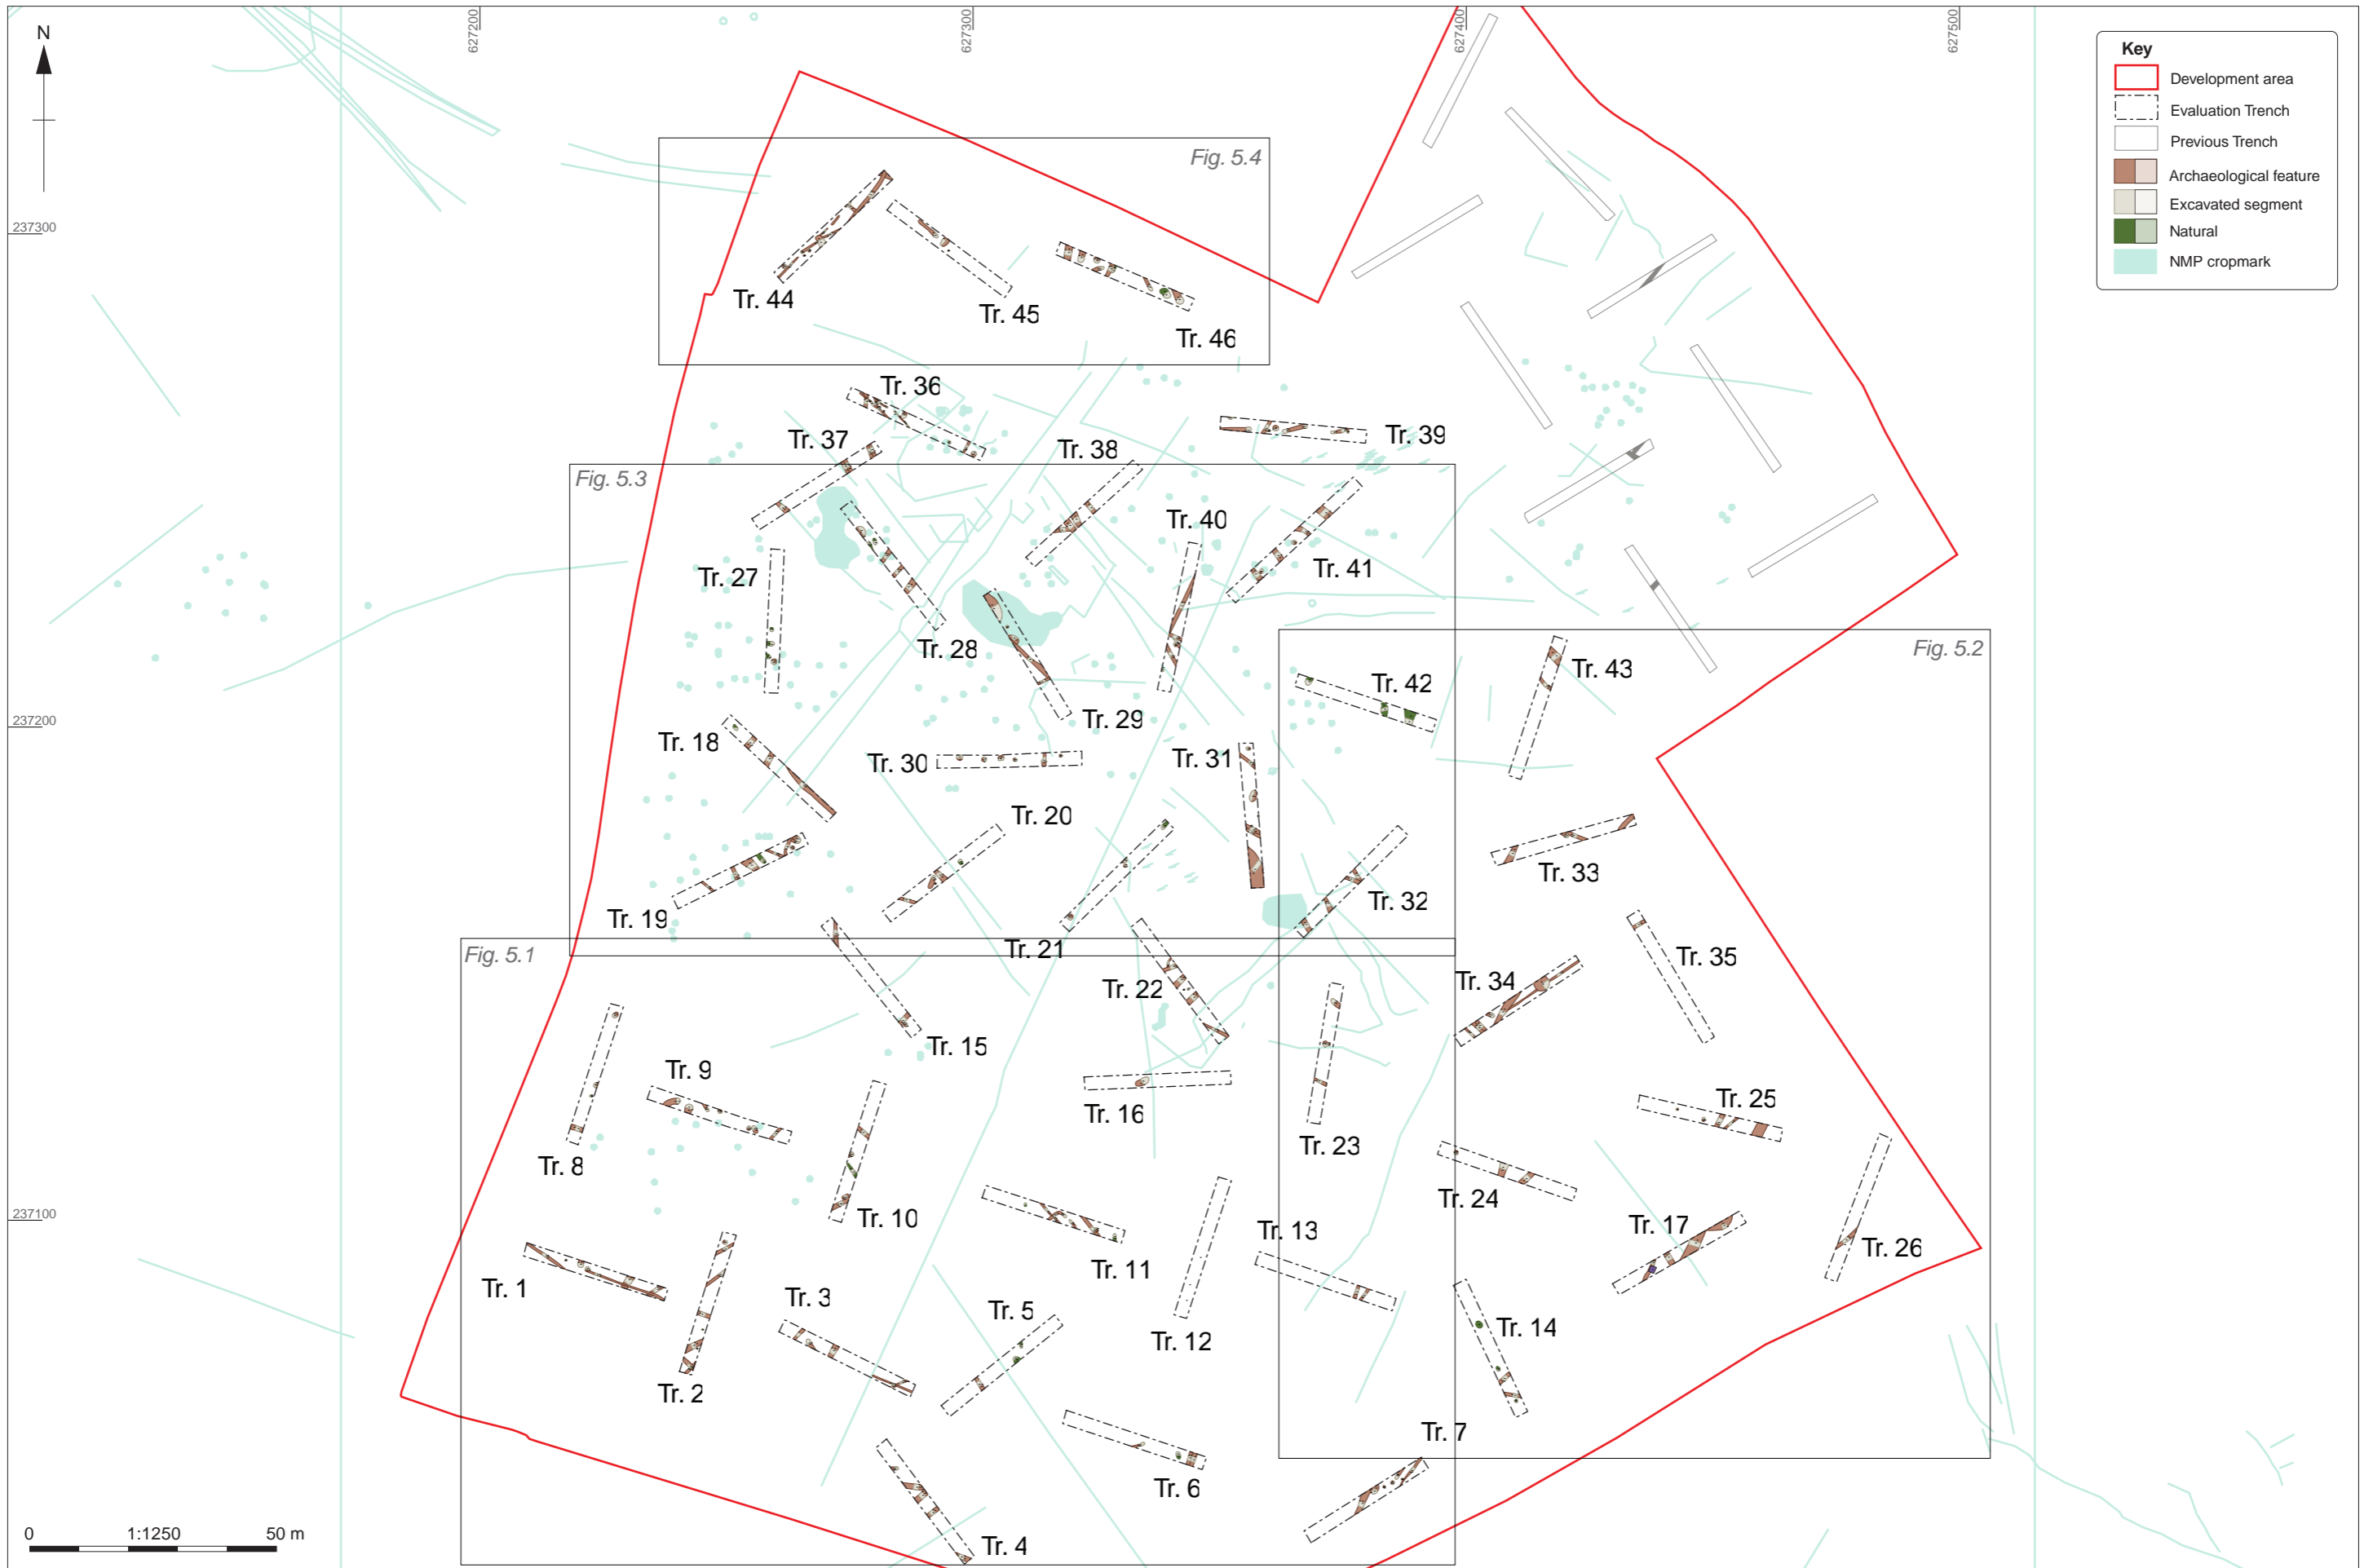 627200
627300
627400
627500
N
237300
237200
237100
Key
Development area
Evaluation Trench
Previous Trench
Archaeological feature
Excavated segment
Natural
NMP cropmark
Fig. 5.4
Tr. 44
Tr. 45
Tr. 46
Tr. 36
Tr. 37
Tr. 38
Tr. 39
Fig. 5.3
Tr. 40
Tr. 41
Tr. 27
Tr. 28
Tr. 29
Fig. 5.2
Tr. 42
Tr. 43
Tr. 18
Tr. 30
Tr. 31
Tr. 20
Tr. 33
Tr. 19
Tr. 32
Tr. 21
Fig. 5.1
Tr. 22
Tr. 34
Tr. 35
Tr. 15
Tr. 9
Tr. 16
Tr. 25
Tr. 8
Tr. 23
Tr. 24
Tr. 10
Tr. 13
Tr. 17
Tr. 26
Tr. 11
Tr. 1
Tr. 3
Tr. 5
Tr. 12
Tr. 14
Tr. 2
Tr. 7
Tr. 6
Tr. 4
0 1:1250 50 m